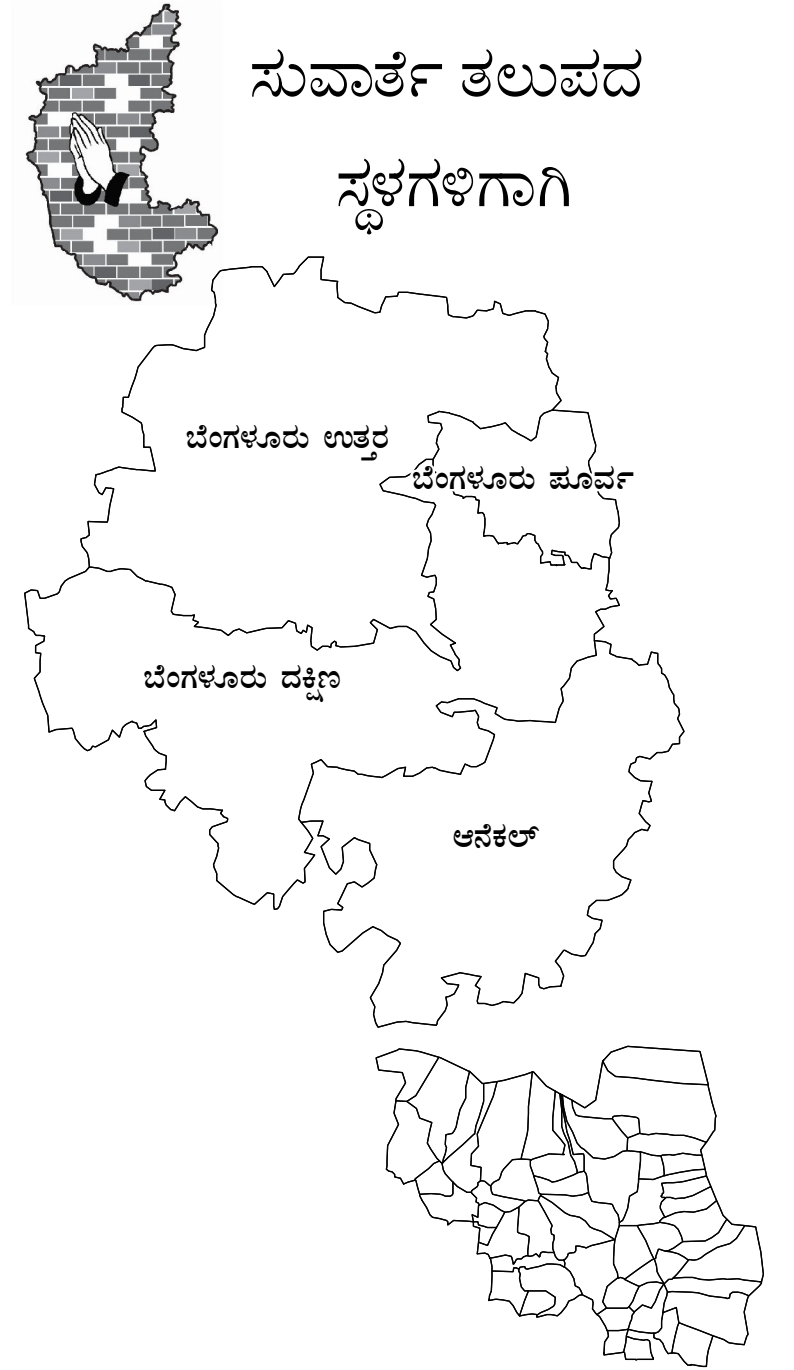 ಸುವಾರ್ತೆ ತಲುಪದ
ಸ್ಥಳಗಳಿಗಾಗಿ
ಬೆಂಗಳೂರು ಉತ್ತರ
ಬೆಂಗಳೂರು ಪೂರ್ವ
ಬೆಂಗಳೂರು ದಕ್ಷಿಣ
ಆನೆಕಲ್